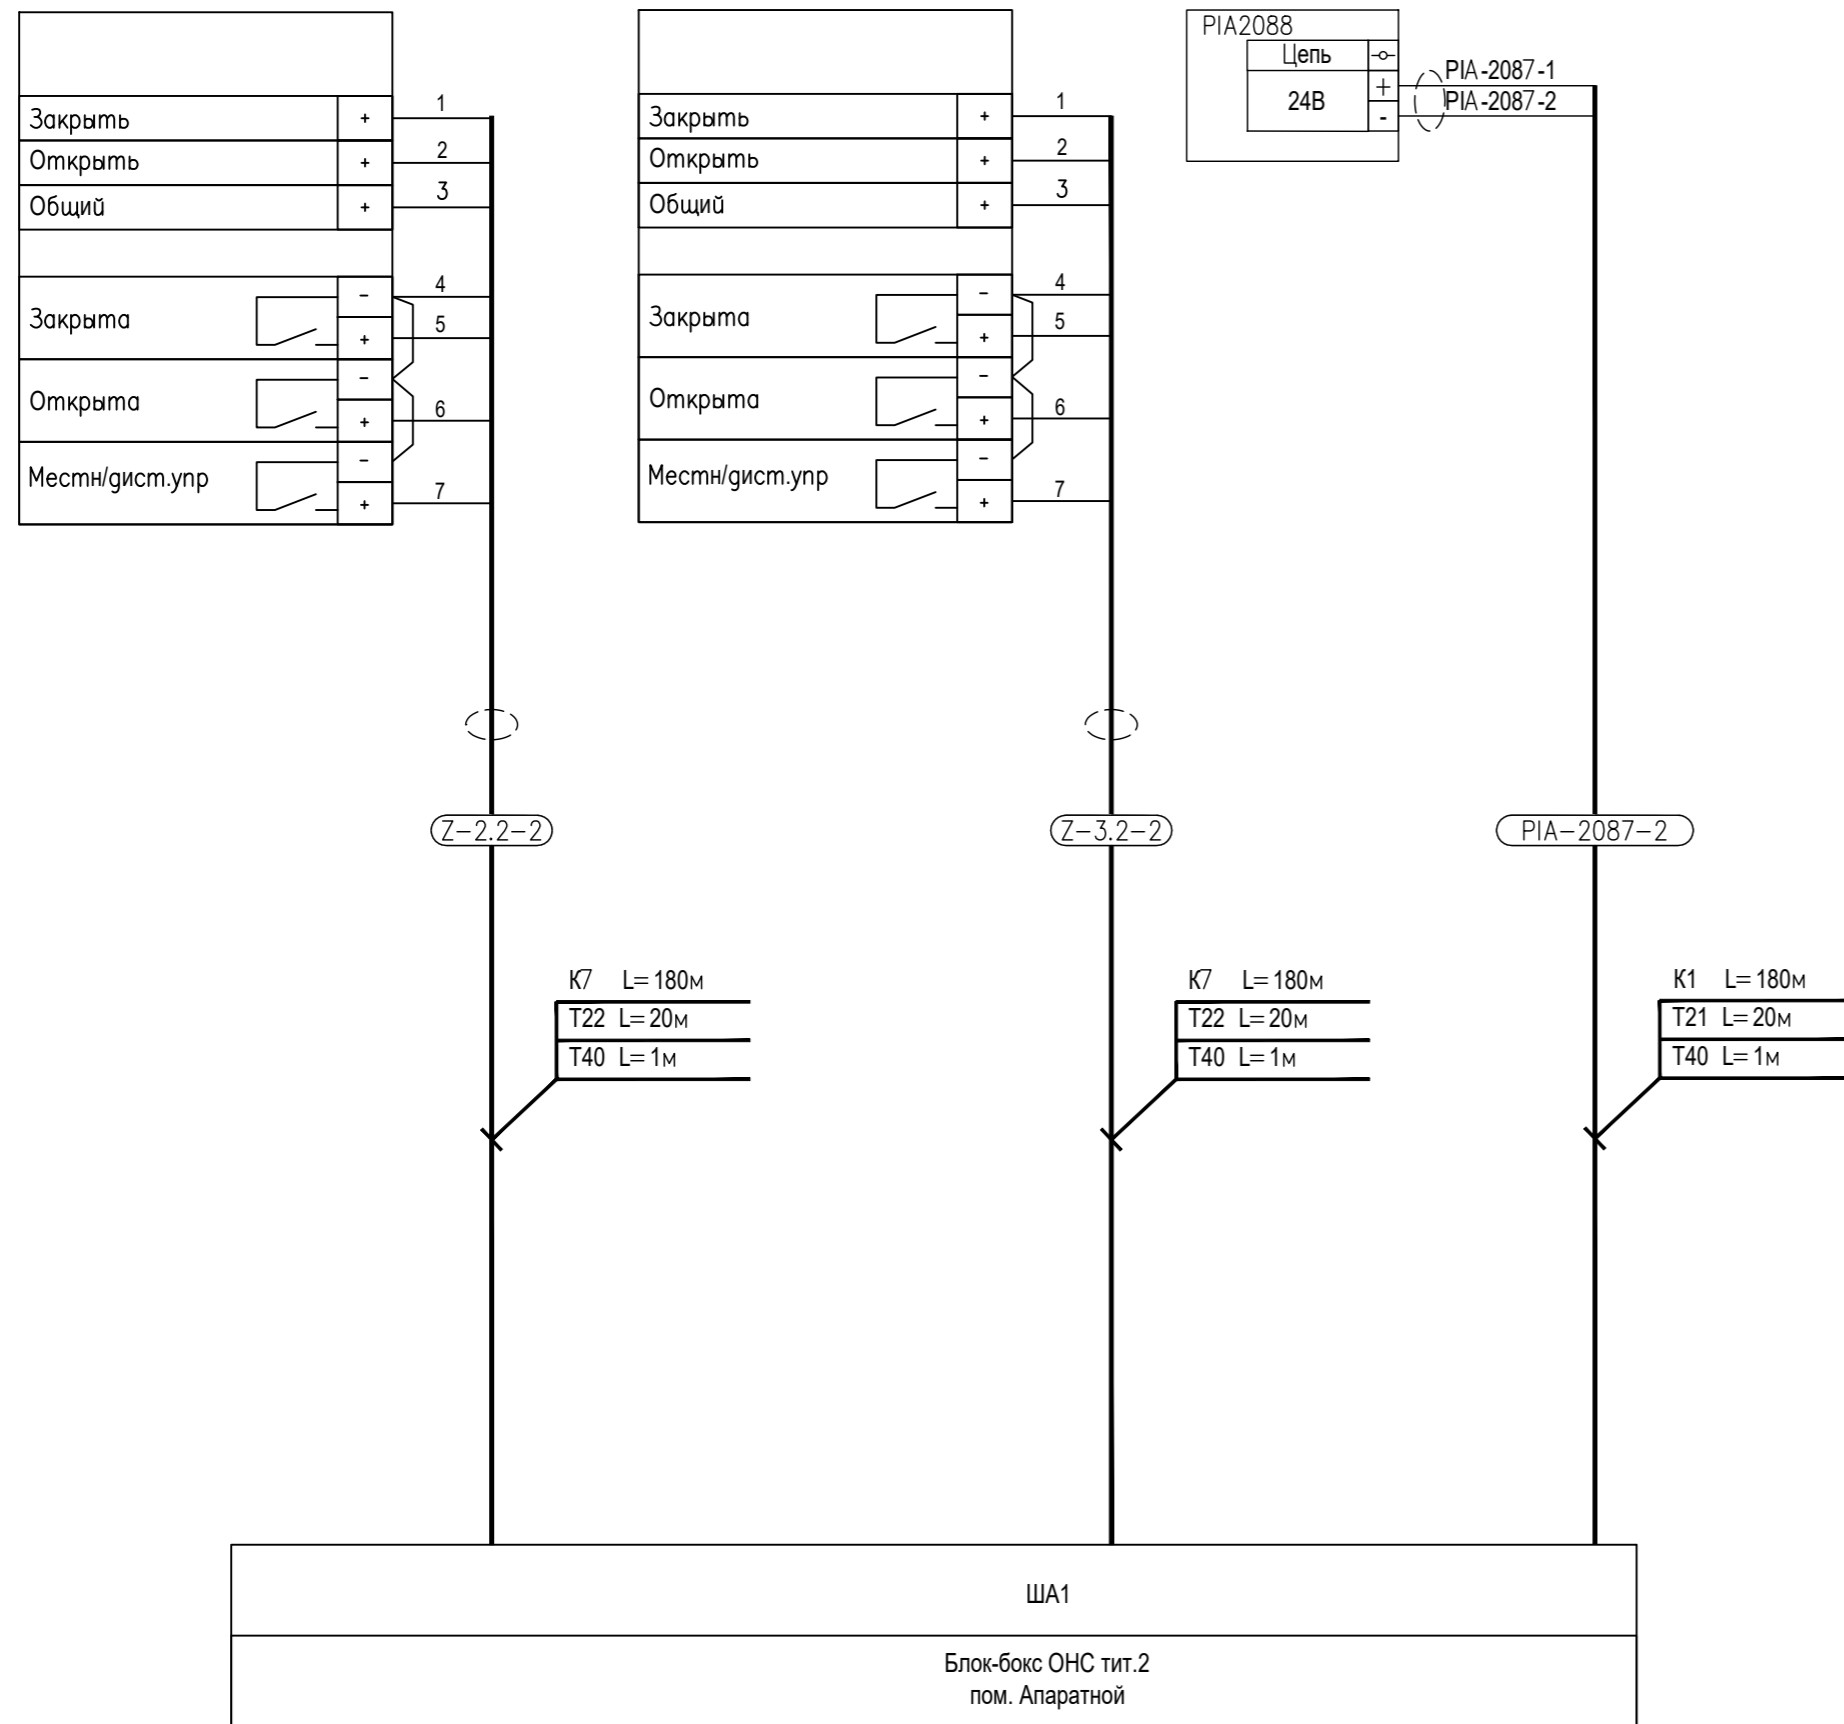 Закрыть + 1
Открыть + 2
Общий + 3
Закрыта - 4
+ 5
Открыта -
+ 6
Местн/дист.упр -
+ 7
Закрыть + 1
Открыть + 2
Общий + 3
Закрыта - 4
+ 5
Открыта -
+ 6
Местн/дист.упр -
+ 7
PIA2088
Цепь
24В + PIA-2087-1
- PIA-2087-2
Z-2.2-2
Z-3.2-2
PIA-2087-2
К7 L=180м
Т22 L=20м
Т40 L=1м
К7 L=180м
Т22 L=20м
Т40 L=1м
К1 L=180м
Т21 L=20м
Т40 L=1м
ША1
Блок-бокс ОНС тит.2
пом. Апаратной